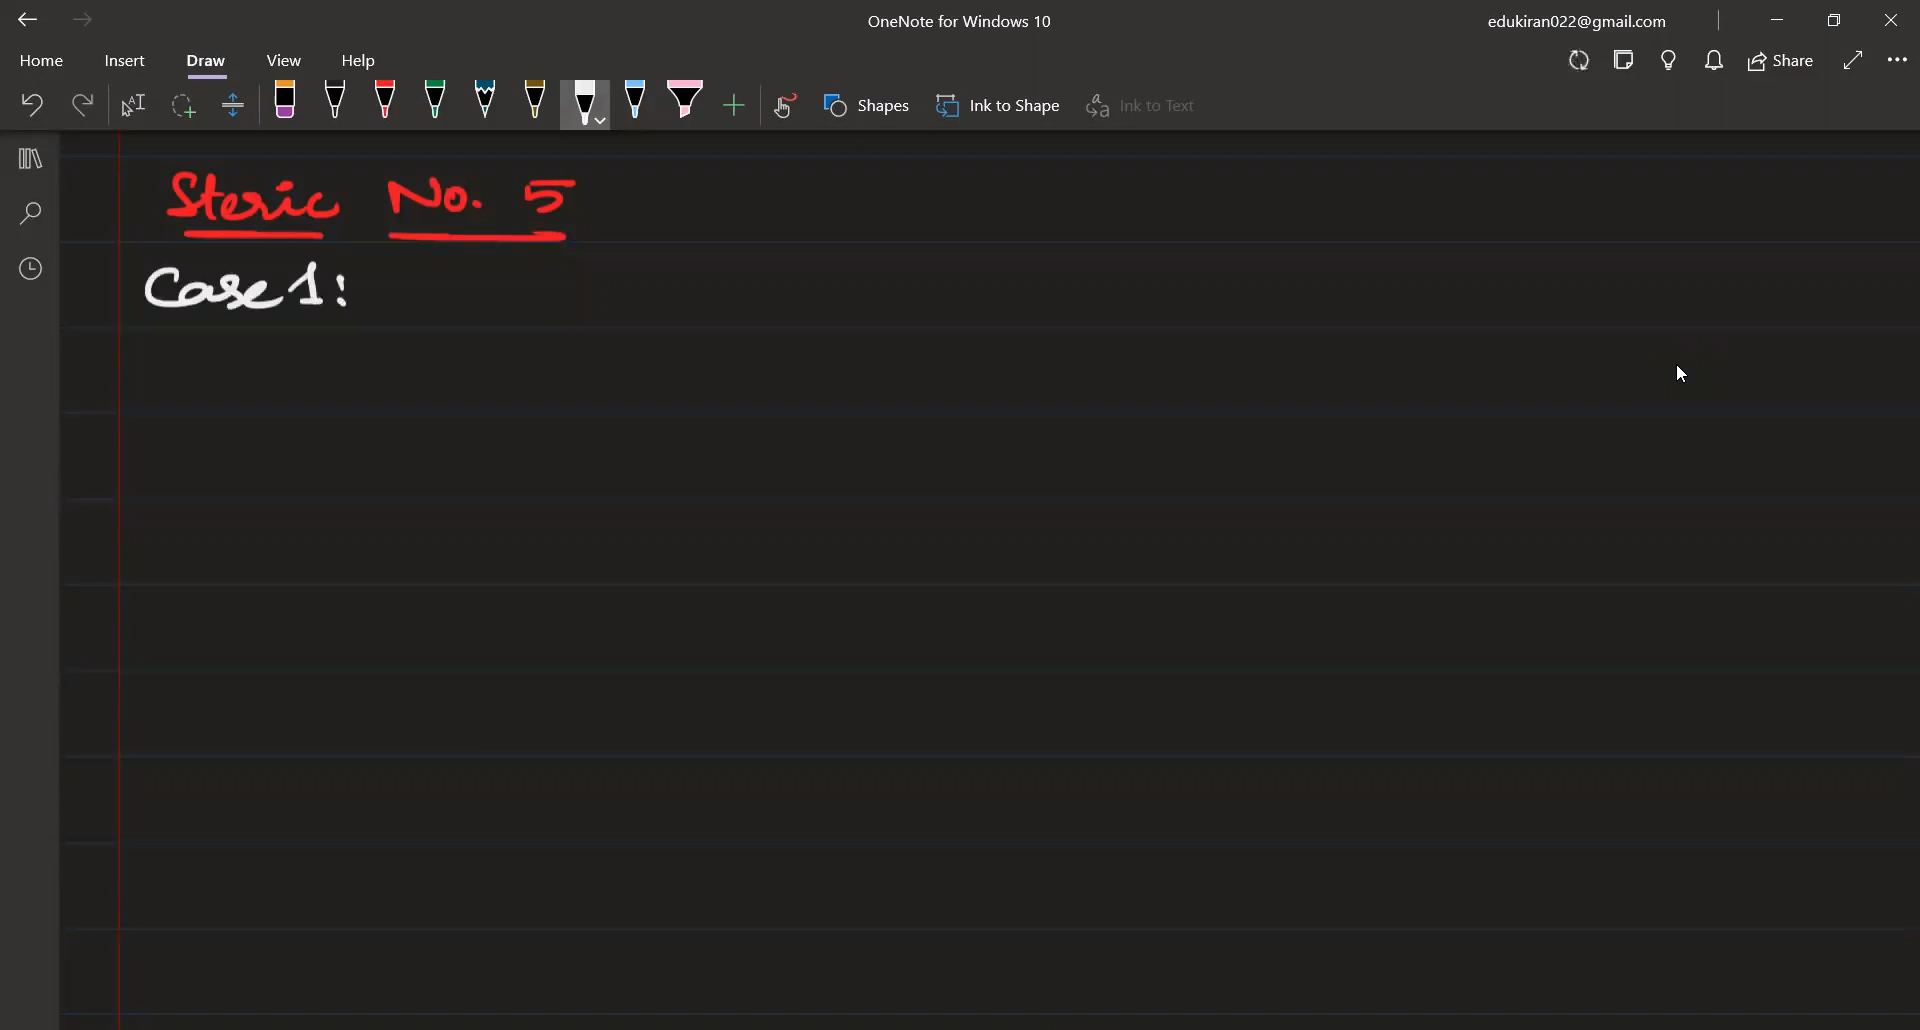 OneNote for Windows 10
edukiran022@gmail.com
Home Insert Draw View Help
Share
Shapes Ink to Shape Ink to Text
Steric No. 5
Case 1: